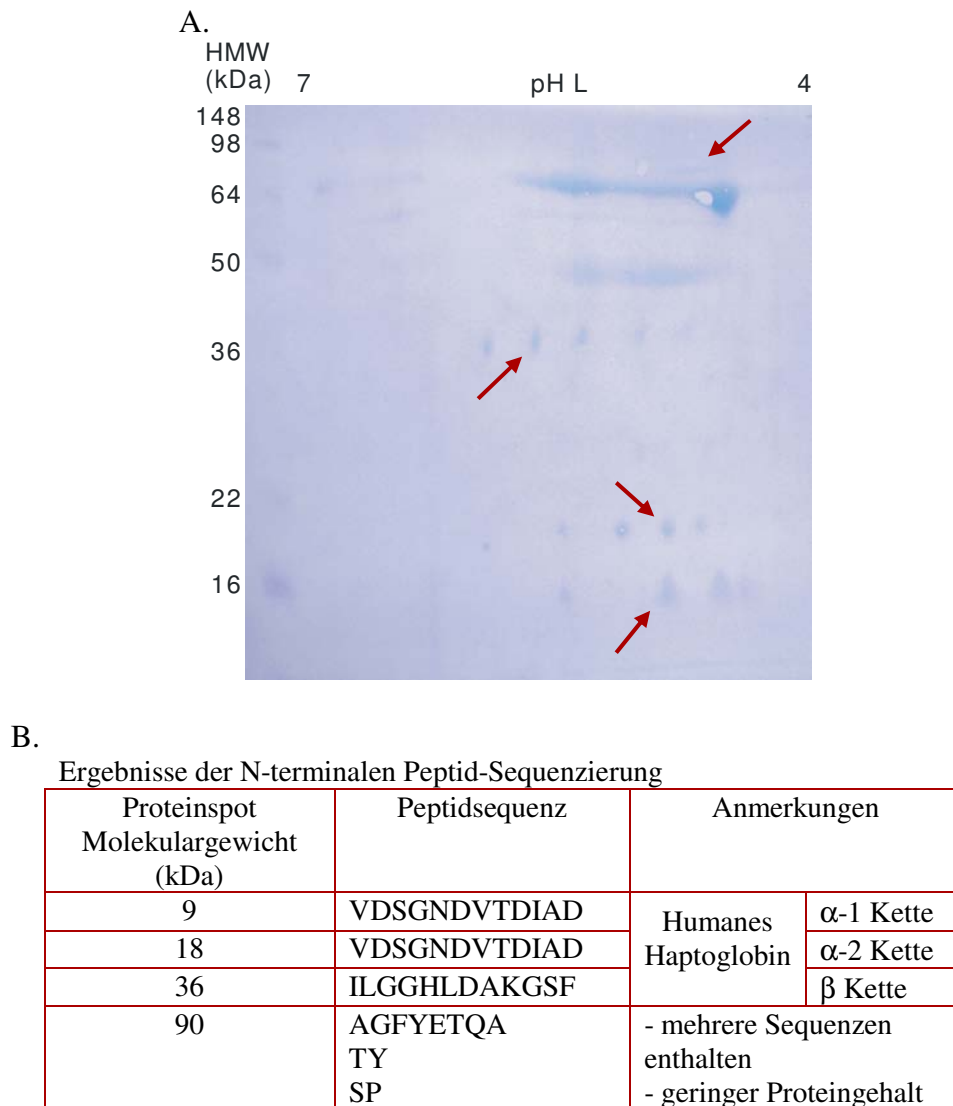 A.
HMW
(kDa) 7 pH L 4
148
98
64
50
36
22
16
B.
Ergebnisse der N-terminalen Peptid-Sequenzierung
Proteinspot Peptidsequenz Anmerkungen
Molekulargewicht
(kDa)
9 VDSGNDVTDIAD Humanes Haptoglobin α-1 Kette
18 VDSGNDVTDIAD α-2 Kette
36 ILGGHLDAKGSF β Kette
90 AGFYETQA - mehrere Sequenzen
TY enthalten
SP - geringer Proteingehalt